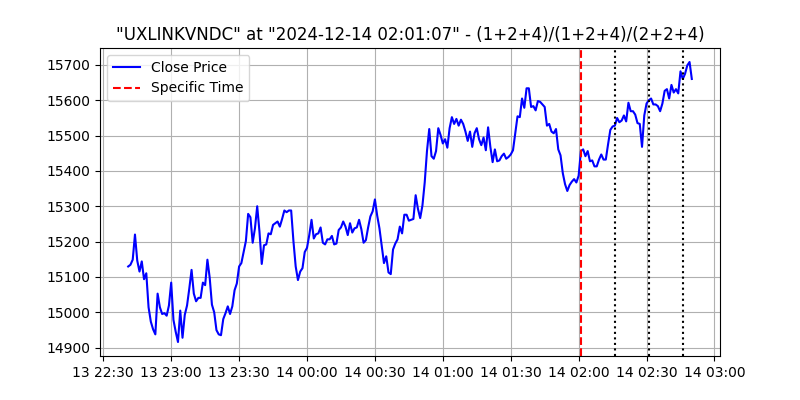 "UXLINKVNDC" at "2024-12-14 02:01:07" - (1+2+4)/(1+2+4)/(2+2+4)
Close Price
Specific Time
15700
15600
15500
15400
15300
15200
15100
15000
14900
13 22:30 13 23:00 13 23:30 14 00:00 14 00:30 14 01:00 14 01:30 14 02:00 14 02:30 14 03:00